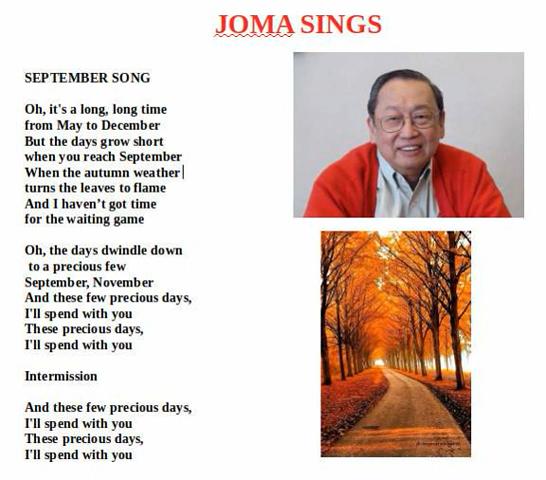 JOMA SINGS
SEPTEMBER SONG
Oh, it's a long, long time
from May to December
But the days grow short
when you reach September
When the autumn weather
turns the leaves to flame
And I haven’t got time
for the waiting game
Oh, the days dwindle down
to a precious few
September, November
And these few precious days,
I'll spend with you
These precious days,
I'll spend with you
Intermission
And these few precious days,
I'll spend with you
These precious days,
I'll spend with you